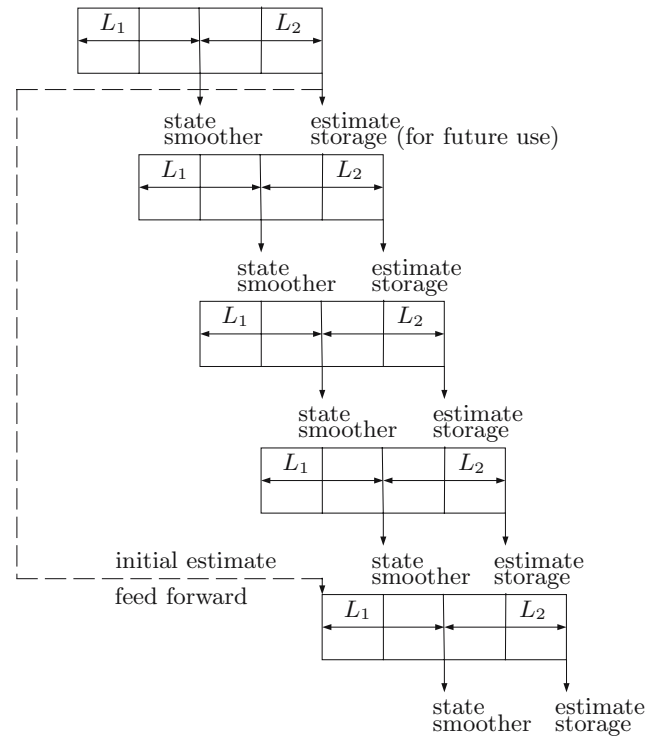 L₁ L₂
state estimate
smoother storage (for future use)
L₁ L₂
state estimate
smoother storage
L₁ L₂
state estimate
smoother storage
L₁ L₂
initial estimate state estimate
feed forward smoother storage
L₁ L₂
state estimate
smoother storage